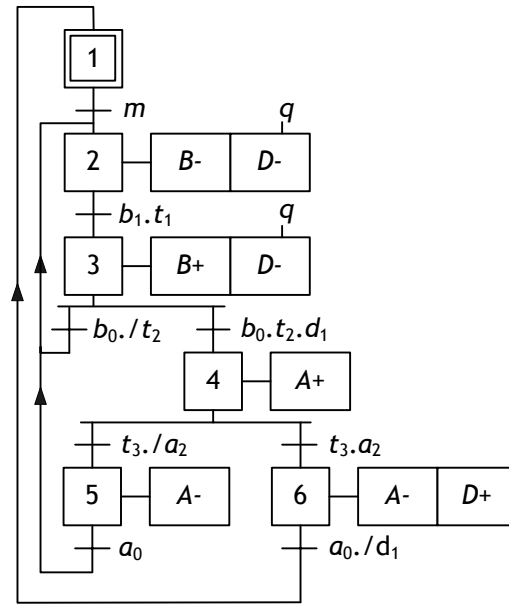 1
m
q
2 B- D-
b₁.t₁
q
3 B+ D-
b₀./t₂ b₀.t₂.d₁
4 A+
t₃./a₂ t₃.a₂
5 A- 6 A- D+
a₀ a₀./d₁